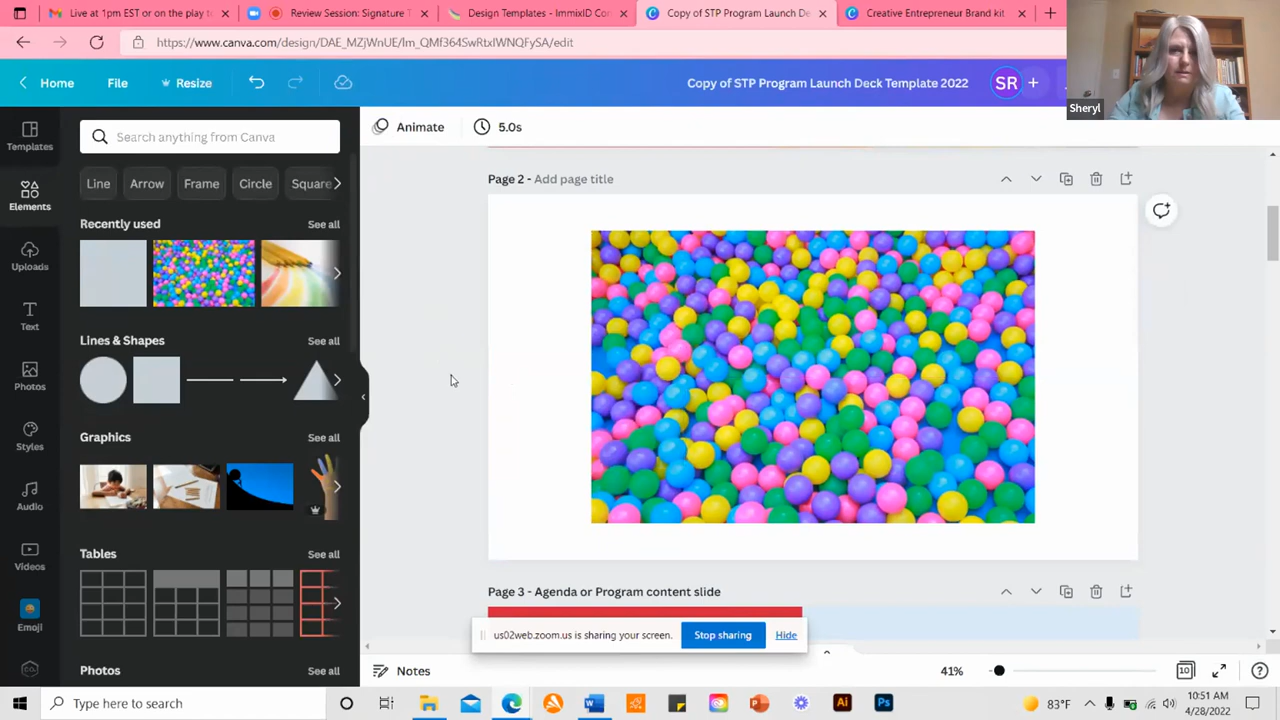 Live at 1pm EST or on the play to
Review Session: Signature T
Design Templates - ImmixID Con
Copy of STP Program Launch De
Creative Entrepreneur Brand kit
https://www.canva.com/design/DAE_MZjWnUE/lm_QMf364SwRtxlWNQFySA/edit
Home File Resize Copy of STP Program Launch Deck Template 2022 SR
Sheryl
Templates
Search anything from Canva
Animate 5.0s
Line Arrow Frame Circle Square
Page 2 - Add page title
Elements
Recently used See all
Uploads
Text
Lines & Shapes See all
Photos
Styles
Graphics See all
Audio
Videos
Tables See all
Emoji
Page 3 - Agenda or Program content slide
us02web.zoom.us is sharing your screen. Stop sharing Hide
Photos See all
Notes 41% 10
Type here to search
Ai Ps
83°F 10:51 AM
4/28/2022